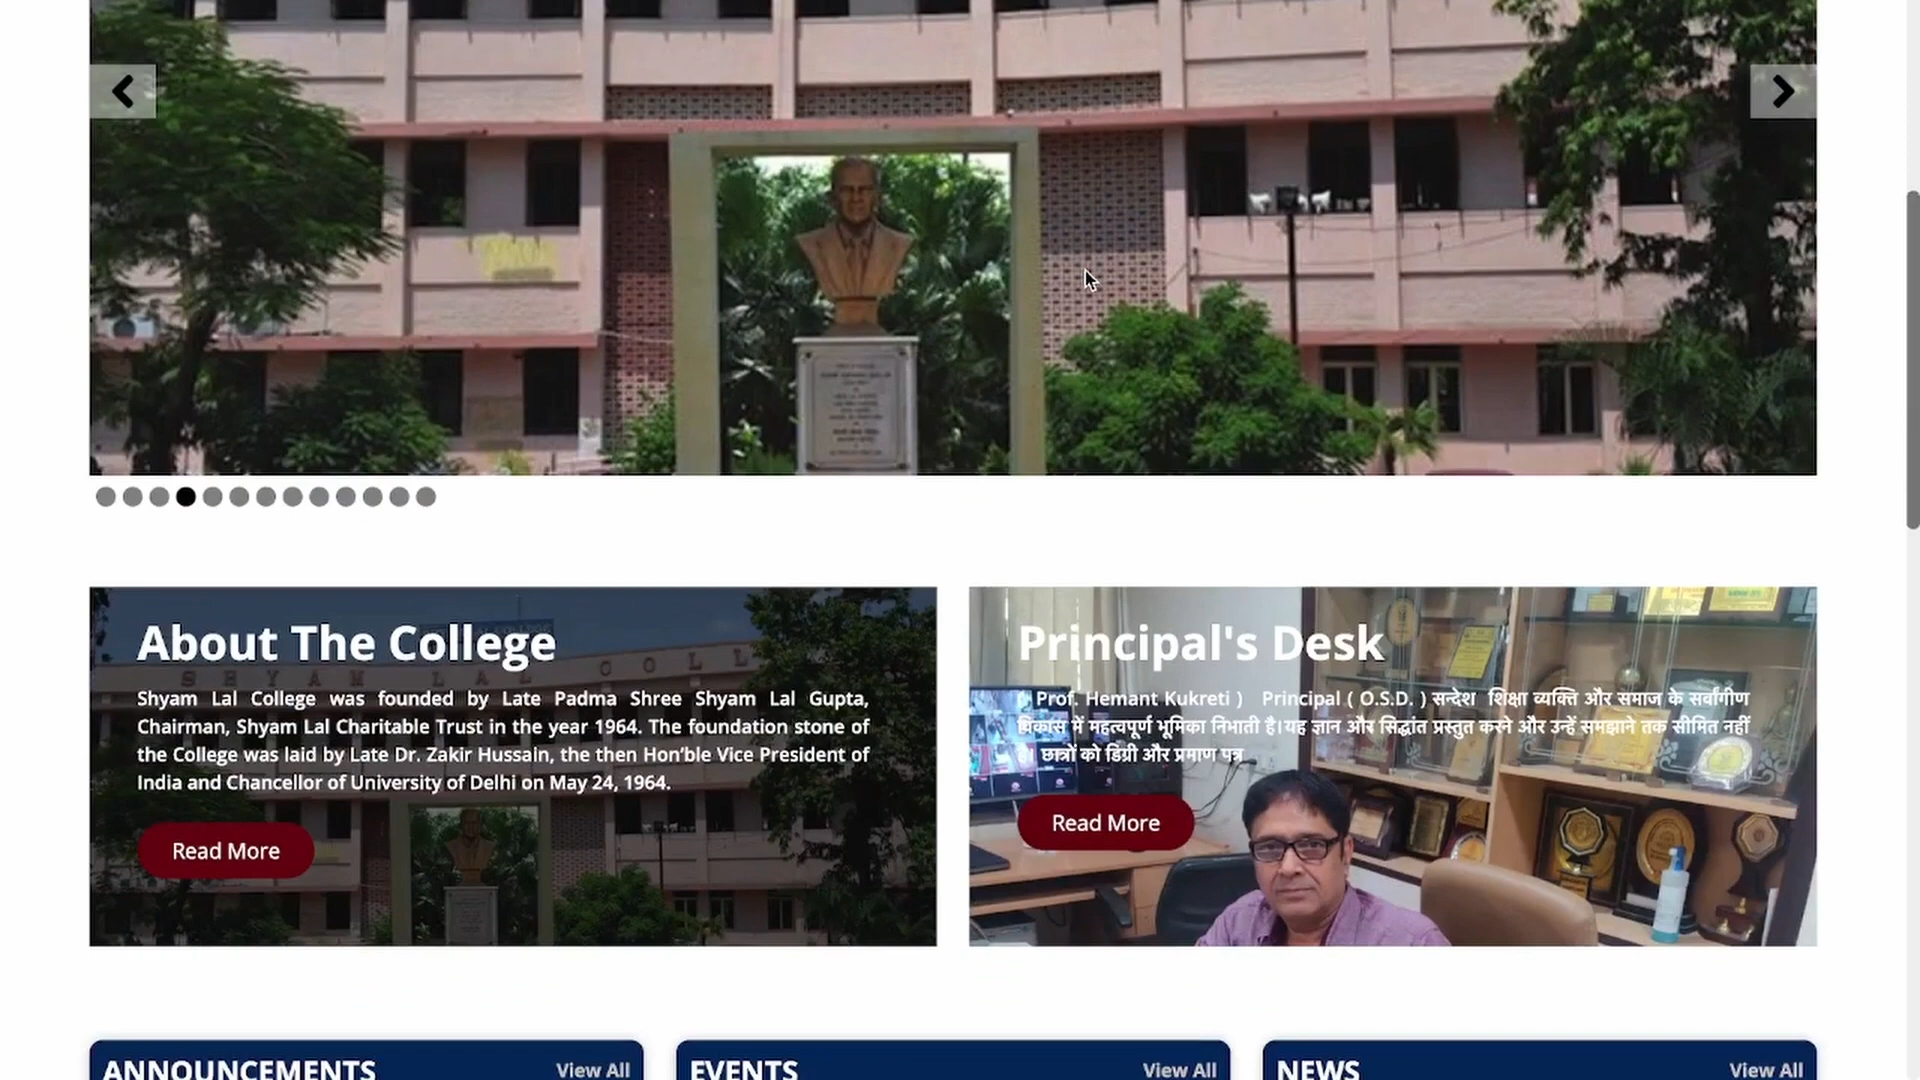 About The College
Shyam Lal College was founded by Late Padma Shree Shyam Lal Gupta,
Chairman, Shyam Lal Charitable Trust in the year 1964. The foundation stone of
the College was laid by Late Dr. Zakir Hussain, the then Hon’ble Vice President of
India and Chancellor of University of Delhi on May 24, 1964.
Read More
Principal's Desk
( Prof. Hemant Kukreti ) Principal ( O.S.D. ) सन्देश शिक्षा व्यक्ति और समाज के सर्वांगीण
विकास में महत्वपूर्ण भूमिका निभाती है।यह ज्ञान और सिद्धांत प्रस्तुत करने और उन्हें समझाने तक सीमित नहीं
है। छात्रों को डिग्री और प्रमाण पत्र
Read More
ANNOUNCEMENTS View All
EVENTS View All
NEWS View All